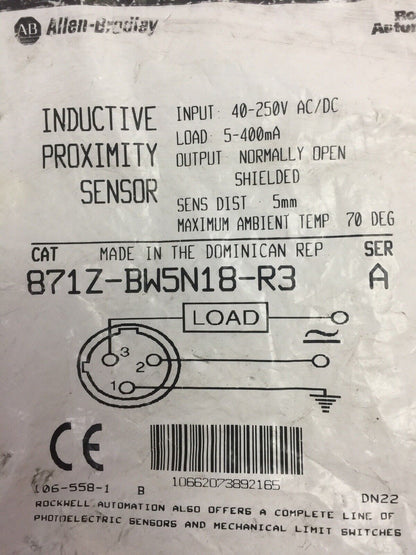 AB Allen-Bradley
INDUCTIVE
PROXIMITY
SENSOR
INPUT 40-250V AC/DC
LOAD: 5-400mA
OUTPUT NORMALLY OPEN
SHIELDED
SENS DIST 5mm
MAXIMUM AMBIENT TEMP 70 DEG
CAT MADE IN THE DOMINICAN REP SER
871Z-BW5N18-R3 A
LOAD
3
2
1
CE
10662073892165
106-558-1 B DN22
ROCKWELL AUTOMATION ALSO OFFERS A COMPLETE LINE OF
PHOTOELECTRIC SENSORS AND MECHANICAL LIMIT SWITCHES